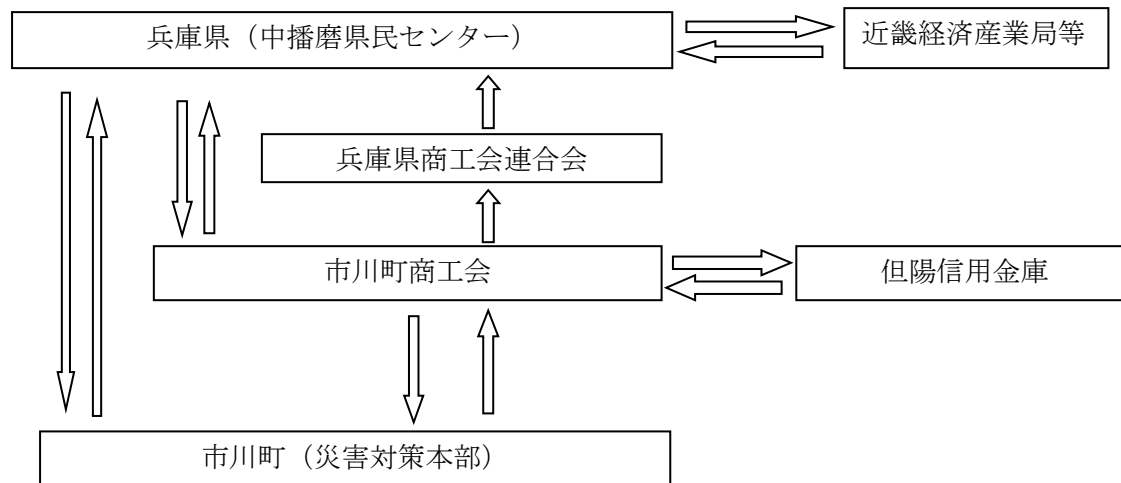 兵庫県（中播磨県民センター）
近畿経済産業局等
兵庫県商工会連合会
市川町商工会
但陽信用金庫
市川町（災害対策本部）